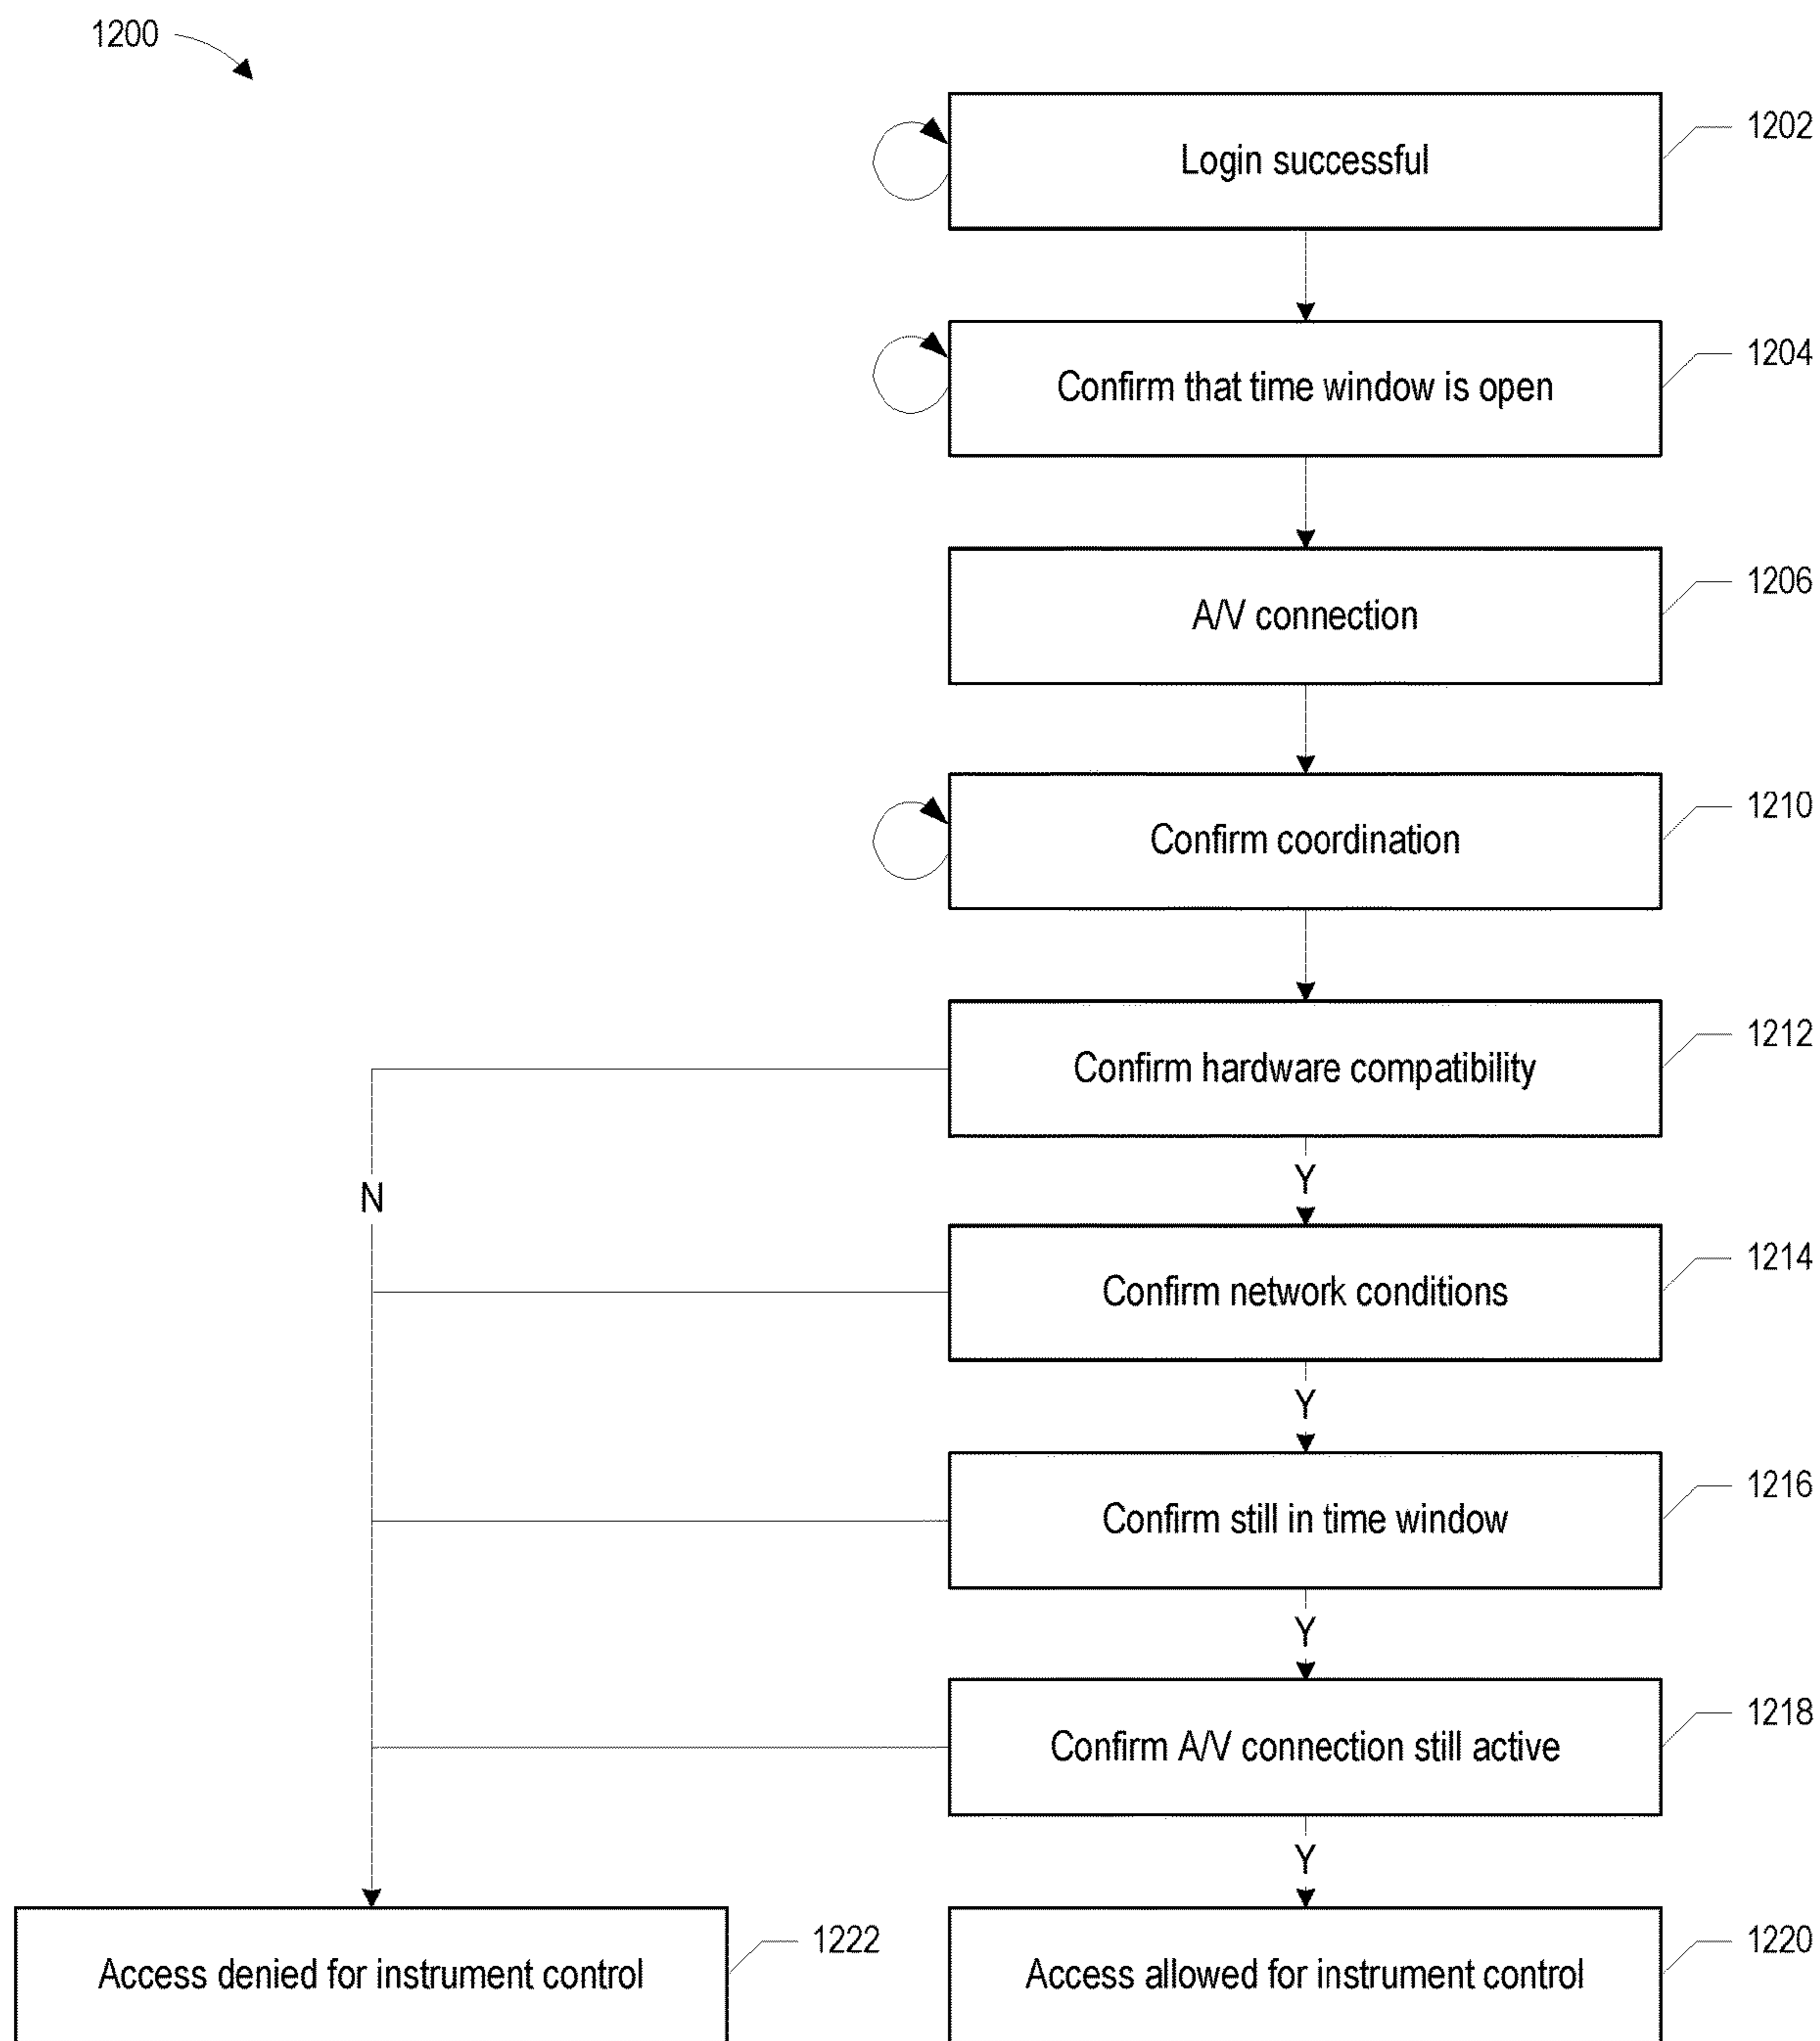 1200
Login successful
1202
Confirm that time window is open
1204
A/V connection
1206
Confirm coordination
1210
Confirm hardware compatibility
1212
N
Y
Confirm network conditions
1214
Y
Confirm still in time window
1216
Y
Confirm A/V connection still active
1218
Y
Access denied for instrument control
1222
Access allowed for instrument control
1220